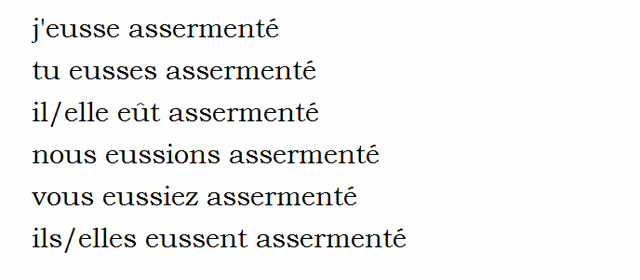 j'eusse assermenté
tu eusses assermenté
il/elle eût assermenté
nous eussions assermenté
vous eussiez assermenté
ils/elles eussent assermenté